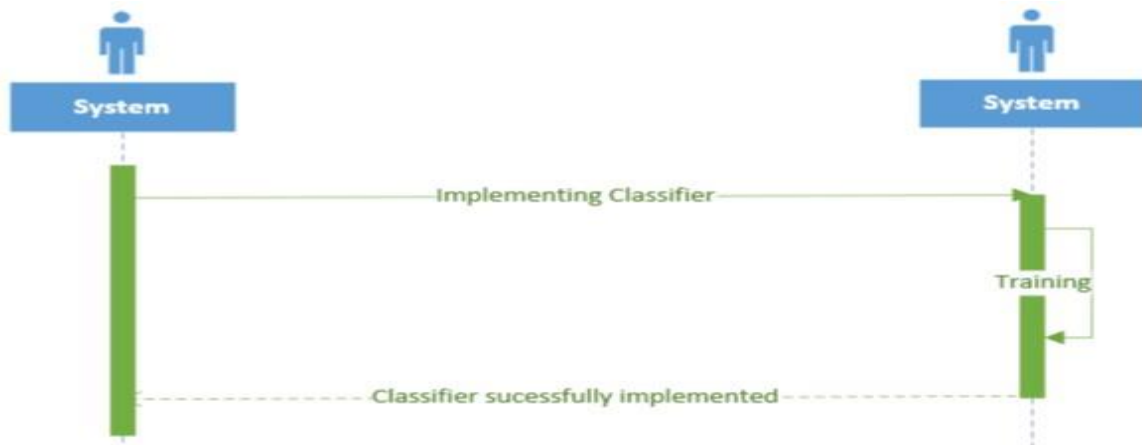 System
System
Implementing Classifier
Training
Classifier sucessfully implemented